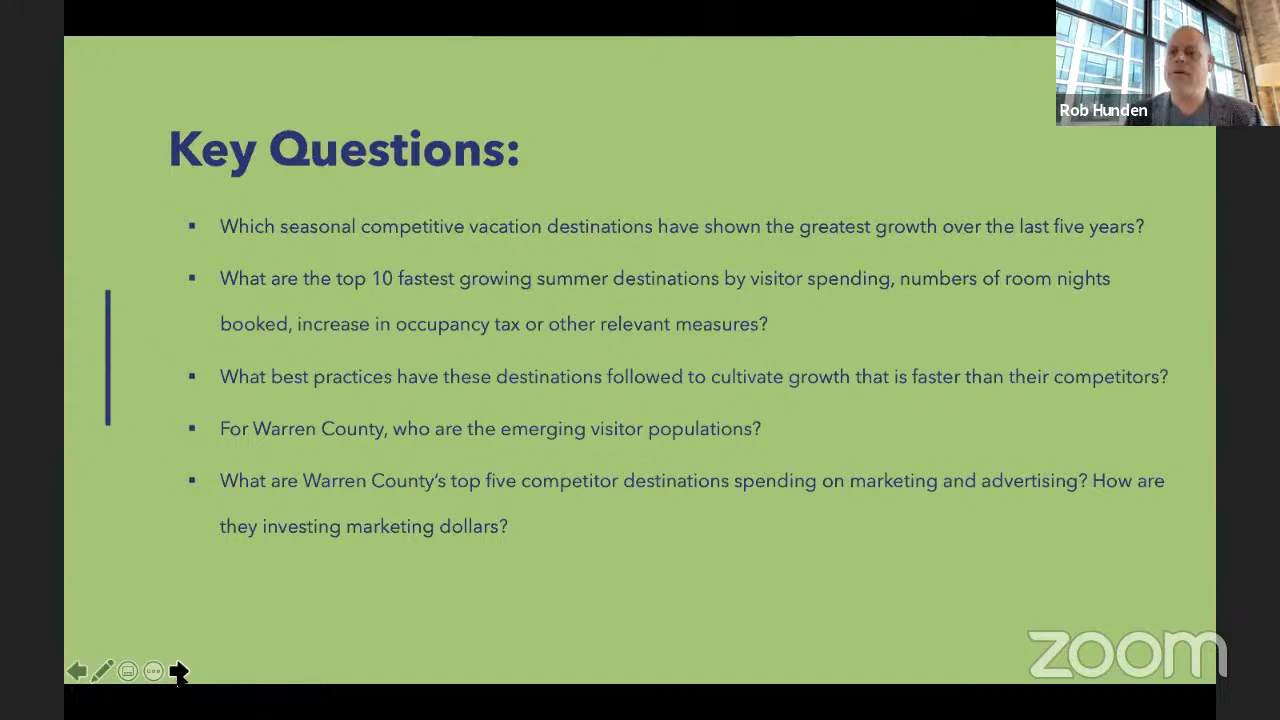 Rob Hunden
Key Questions:
▪ Which seasonal competitive vacation destinations have shown the greatest growth over the last five years?
▪ What are the top 10 fastest growing summer destinations by visitor spending, numbers of room nights
booked, increase in occupancy tax or other relevant measures?
▪ What best practices have these destinations followed to cultivate growth that is faster than their competitors?
▪ For Warren County, who are the emerging visitor populations?
▪ What are Warren County’s top five competitor destinations spending on marketing and advertising? How are
they investing marketing dollars?
zoom